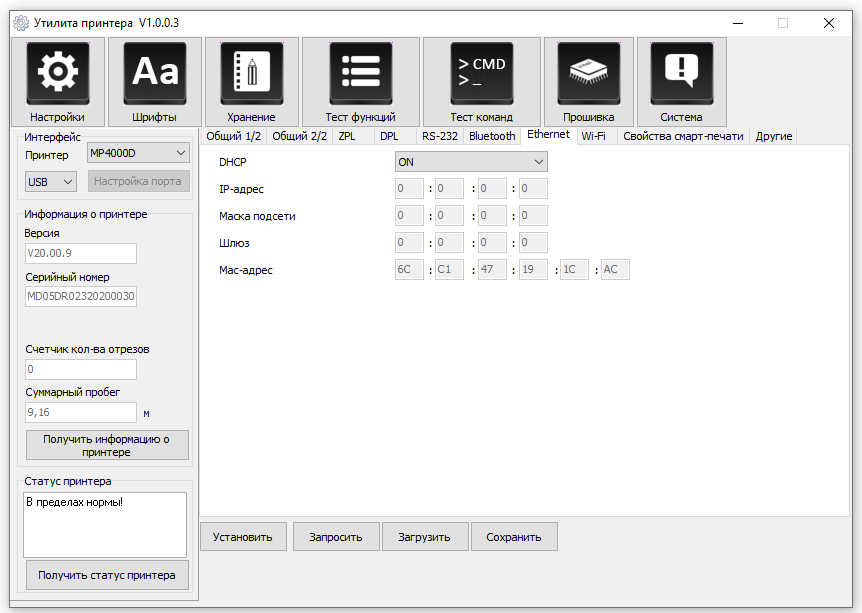 Утилита принтера V1.0.0.3
Aa
> CMD
>_
Настройки
Шрифты
Хранение
Тест функций
Тест команд
Прошивка
Система
Интерфейс
Принтер
MP4000D
USB
Настройка порта
Информация о принтере
Версия
V20.00.9
Серийный номер
MD05DR02320200030
Счетчик кол-ва отрезов
0
Суммарный пробег
9,16 м
Получить информацию о
принтере
Статус принтера
В пределах нормы!
Получить статус принтера
Общий 1/2 Общий 2/2 ZPL DPL RS-232 Bluetooth Ethernet Wi-Fi Свойства смарт-печати Другие
DHCP ON
IP-адрес 0 : 0 : 0 : 0
Маска подсети 0 : 0 : 0 : 0
Шлюз 0 : 0 : 0 : 0
Мас-адрес 6C : C1 : 47 : 19 : 1C : AC
Установить
Запросить
Загрузить
Сохранить